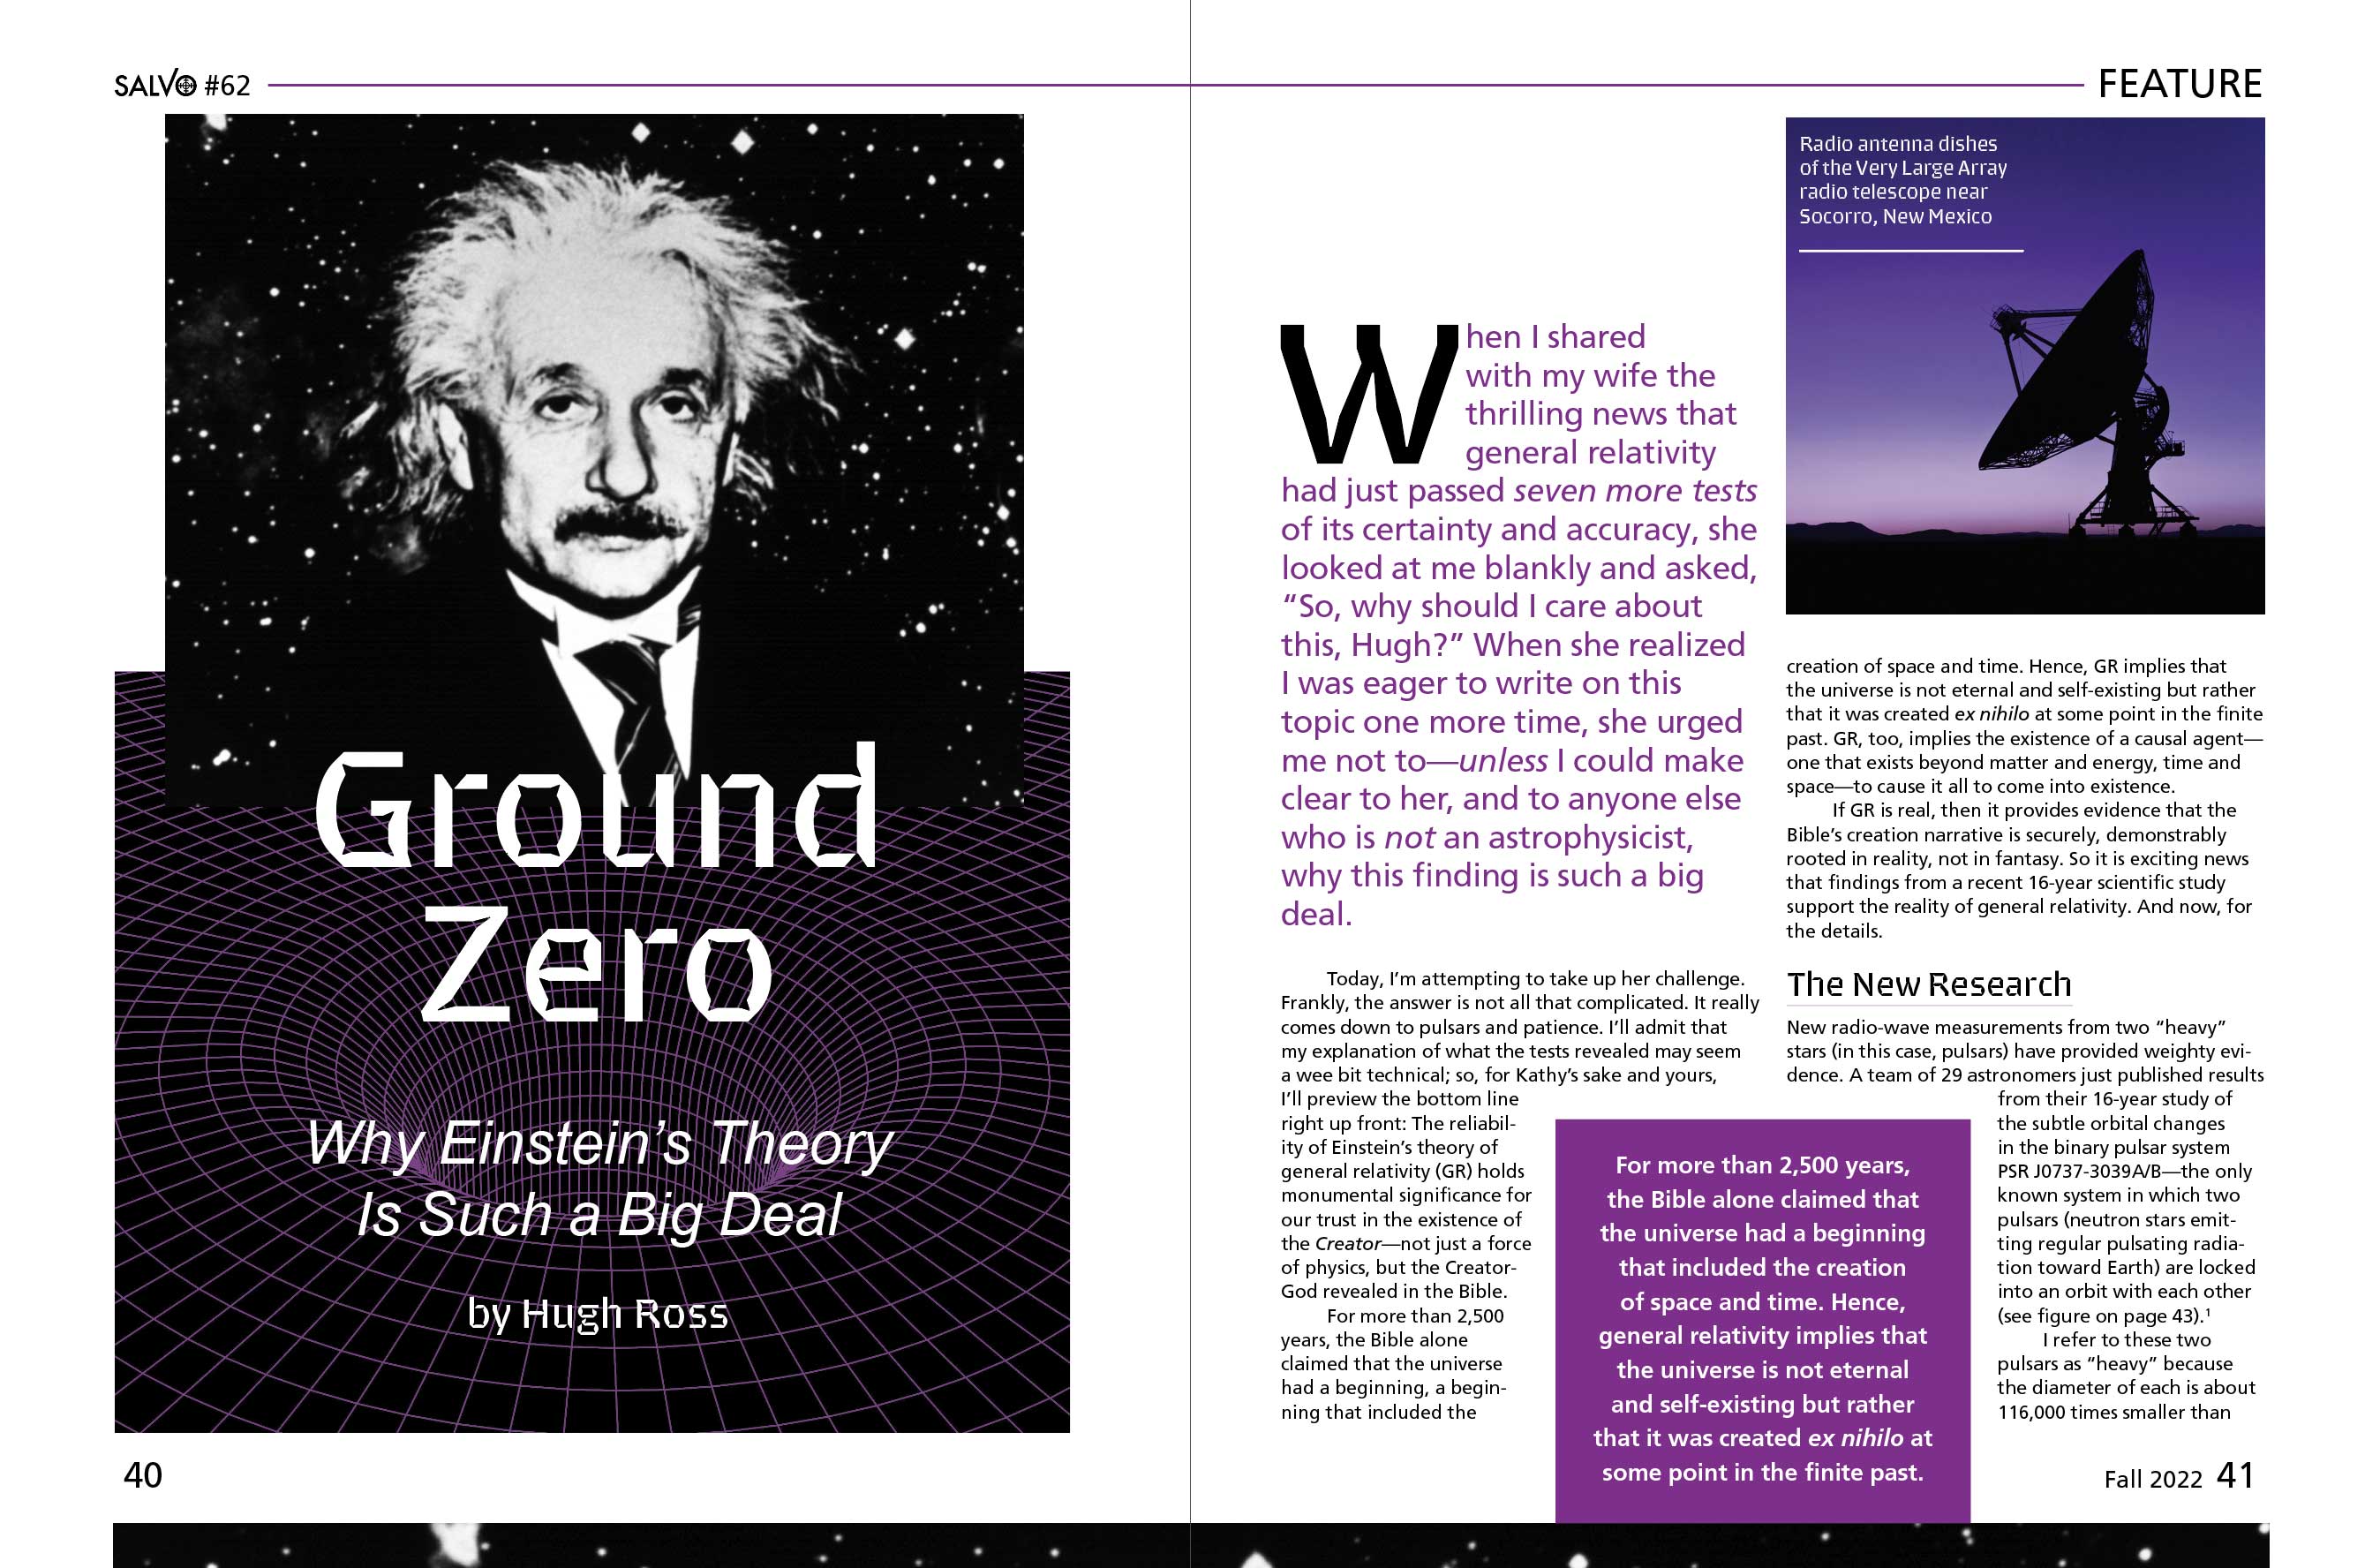 SALVO #62
FEATURE
Ground
Zero
Why Einstein’s Theory
Is Such a Big Deal
by Hugh Ross
40
When I shared
with my wife the
thrilling news that
general relativity
had just passed seven more tests
of its certainty and accuracy, she
looked at me blankly and asked,
“So, why should I care about
this, Hugh?” When she realized
I was eager to write on this
topic one more time, she urged
me not to—unless I could make
clear to her, and to anyone else
who is not an astrophysicist,
why this finding is such a big
deal.
Today, I’m attempting to take up her challenge.
Frankly, the answer is not all that complicated. It really
comes down to pulsars and patience. I’ll admit that
my explanation of what the tests revealed may seem
a wee bit technical; so, for Kathy’s sake and yours,
I’ll preview the bottom line
right up front: The reliabil-
ity of Einstein’s theory of
general relativity (GR) holds
monumental significance for
our trust in the existence of
the Creator—not just a force
of physics, but the Creator-
God revealed in the Bible.
For more than 2,500
years, the Bible alone
claimed that the universe
had a beginning, a begin-
ning that included the
For more than 2,500 years,
the Bible alone claimed that
the universe had a beginning
that included the creation
of space and time. Hence,
general relativity implies that
the universe is not eternal
and self-existing but rather
that it was created ex nihilo at
some point in the finite past.
Radio antenna dishes
of the Very Large Array
radio telescope near
Socorro, New Mexico
creation of space and time. Hence, GR implies that
the universe is not eternal and self-existing but rather
that it was created ex nihilo at some point in the finite
past. GR, too, implies the existence of a causal agent—
one that exists beyond matter and energy, time and
space—to cause it all to come into existence.
If GR is real, then it provides evidence that the
Bible’s creation narrative is securely, demonstrably
rooted in reality, not in fantasy. So it is exciting news
that findings from a recent 16-year scientific study
support the reality of general relativity. And now, for
the details.
The New Research
New radio-wave measurements from two “heavy”
stars (in this case, pulsars) have provided weighty evi-
dence. A team of 29 astronomers just published results
from their 16-year study of
the subtle orbital changes
in the binary pulsar system
PSR J0737-3039A/B—the only
known system in which two
pulsars (neutron stars emit-
ting regular pulsating radia-
tion toward Earth) are locked
into an orbit with each other
(see figure on page 43).¹
I refer to these two
pulsars as “heavy” because
the diameter of each is about
116,000 times smaller than
Fall 2022 41